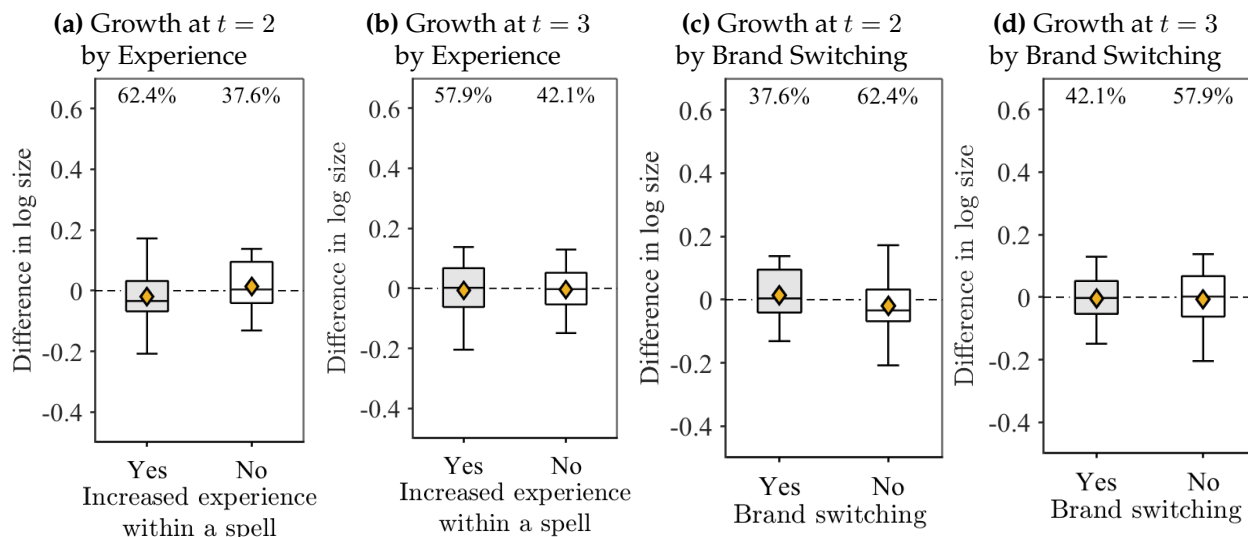 (a) Growth at t = 2
by Experience
62.4% 37.6%
0.6
0.4
0.2
0
-0.2
-0.4
Difference in log size
Yes No
Increased experience
within a spell
(b) Growth at t = 3
by Experience
57.9% 42.1%
0.6
0.4
0.2
0
-0.2
-0.4
Difference in log size
Yes No
Increased experience
within a spell
(c) Growth at t = 2
by Brand Switching
37.6% 62.4%
0.6
0.4
0.2
0
-0.2
-0.4
Difference in log size
Yes No
Brand switching
(d) Growth at t = 3
by Brand Switching
42.1% 57.9%
0.6
0.4
0.2
0
-0.2
-0.4
Difference in log size
Yes No
Brand switching